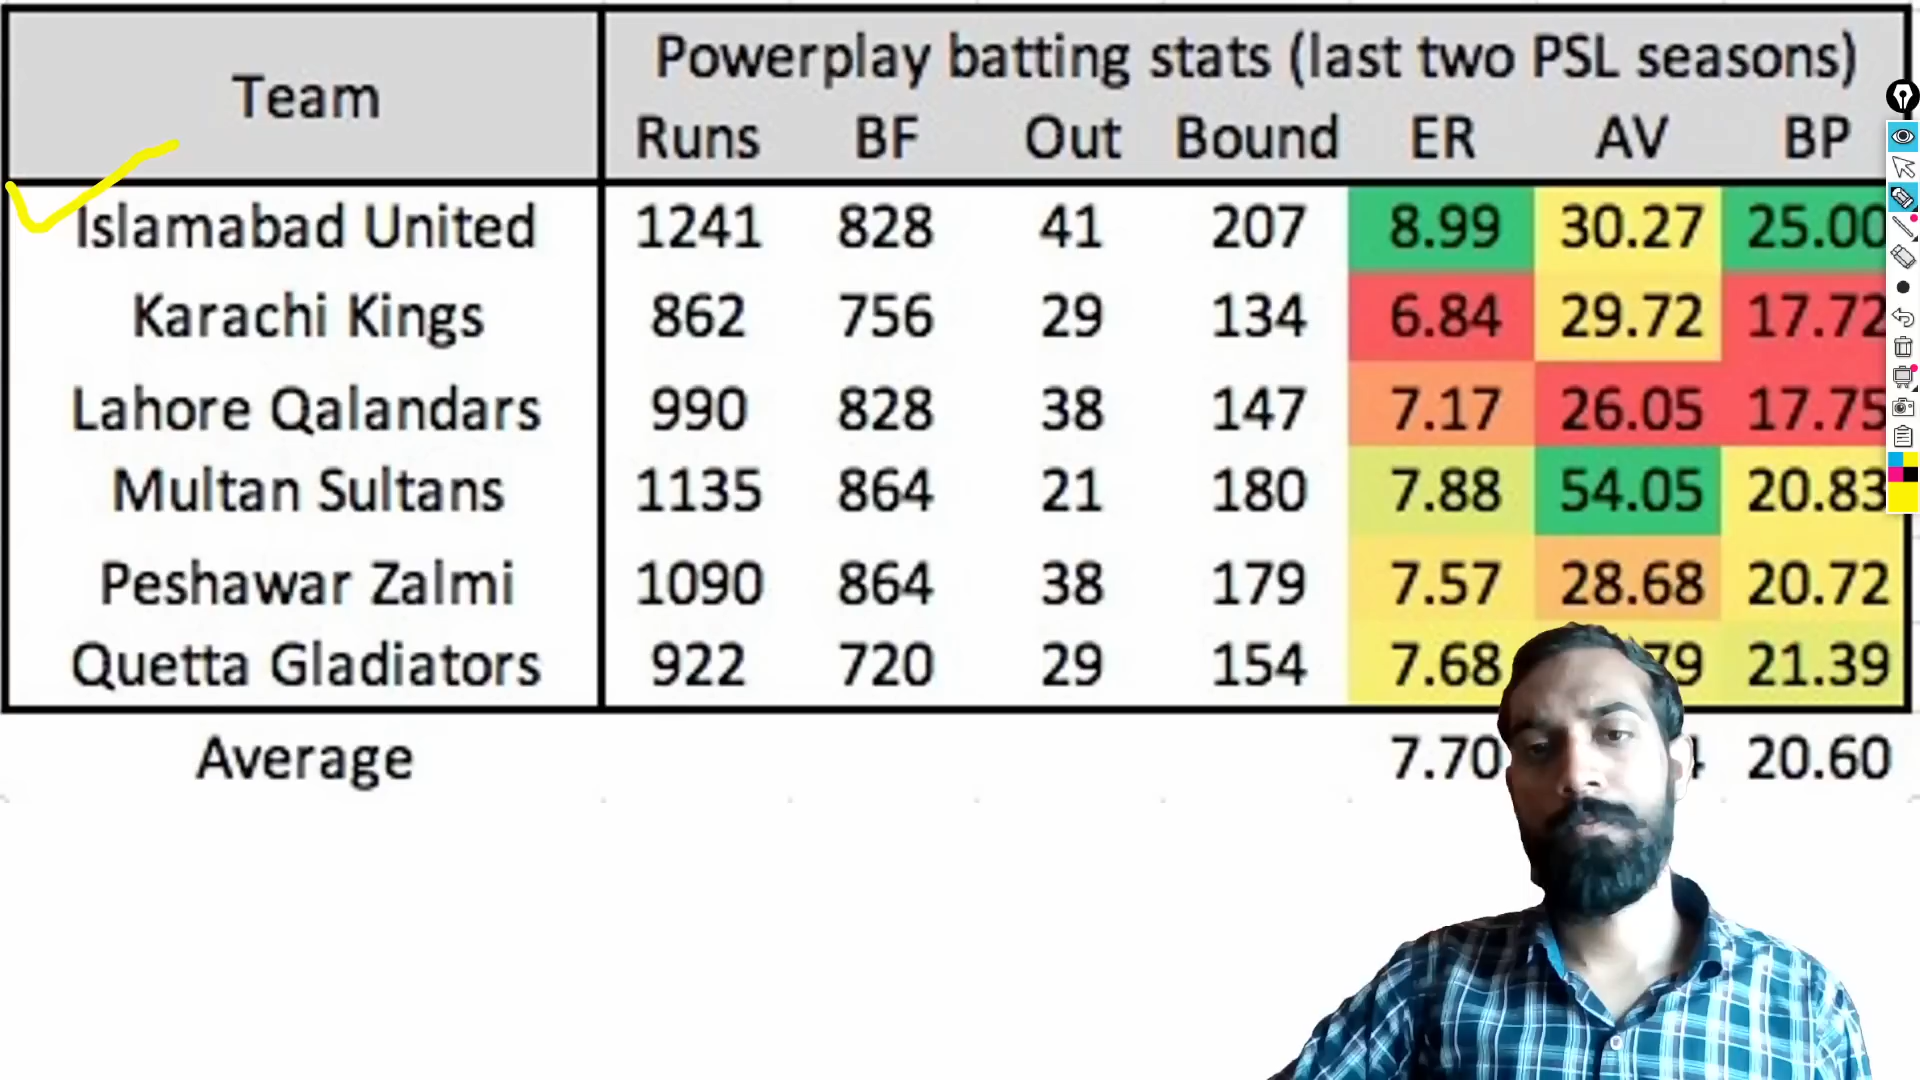 Team Powerplay batting stats (last two PSL seasons)
Runs BF Out Bound ER AV BP
Islamabad United 1241 828 41 207 8.99 30.27 25.00
Karachi Kings 862 756 29 134 6.84 29.72 17.72
Lahore Qalandars 990 828 38 147 7.17 26.05 17.75
Multan Sultans 1135 864 21 180 7.88 54.05 20.83
Peshawar Zalmi 1090 864 38 179 7.57 28.68 20.72
Quetta Gladiators 922 720 29 154 7.68 21.39
Average 7.70 20.60